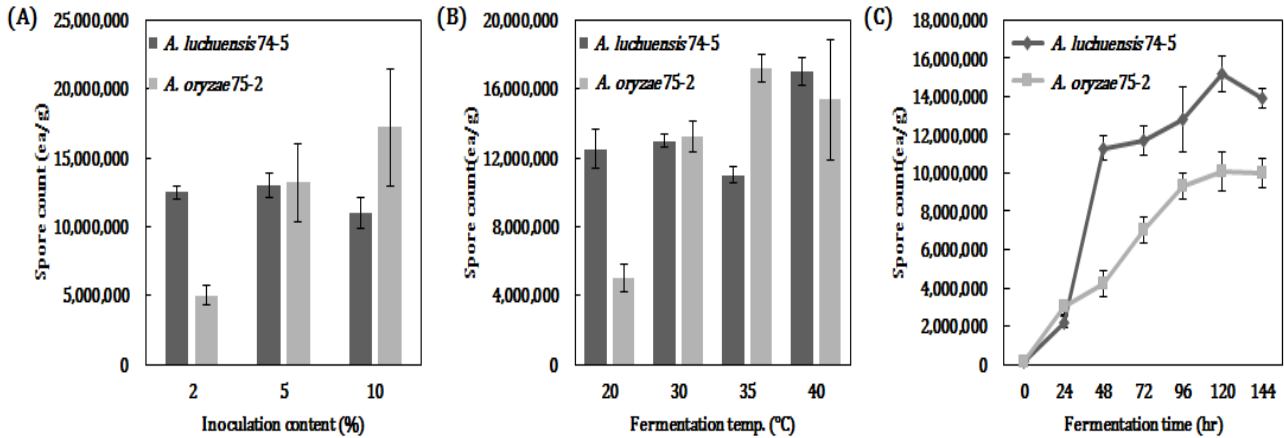 (A)
25,000,000
20,000,000
15,000,000
10,000,000
5,000,000
0
Spore count (ea/g)
A. luchuensis 74-5
A. oryzae 75-2
2 5 10
Inoculation content (%)
(B)
20,000,000
16,000,000
12,000,000
8,000,000
4,000,000
0
Spore count(ea/g)
A. luchuensis 74-5
A. oryzae 75-2
20 30 35 40
Fermentation temp. (°C)
(C)
18,000,000
16,000,000
14,000,000
12,000,000
10,000,000
8,000,000
6,000,000
4,000,000
2,000,000
0
Spore count(ea/g)
A. luchuensis 74-5
A. oryzae 75-2
0 24 48 72 96 120 144
Fermentation time (hr)